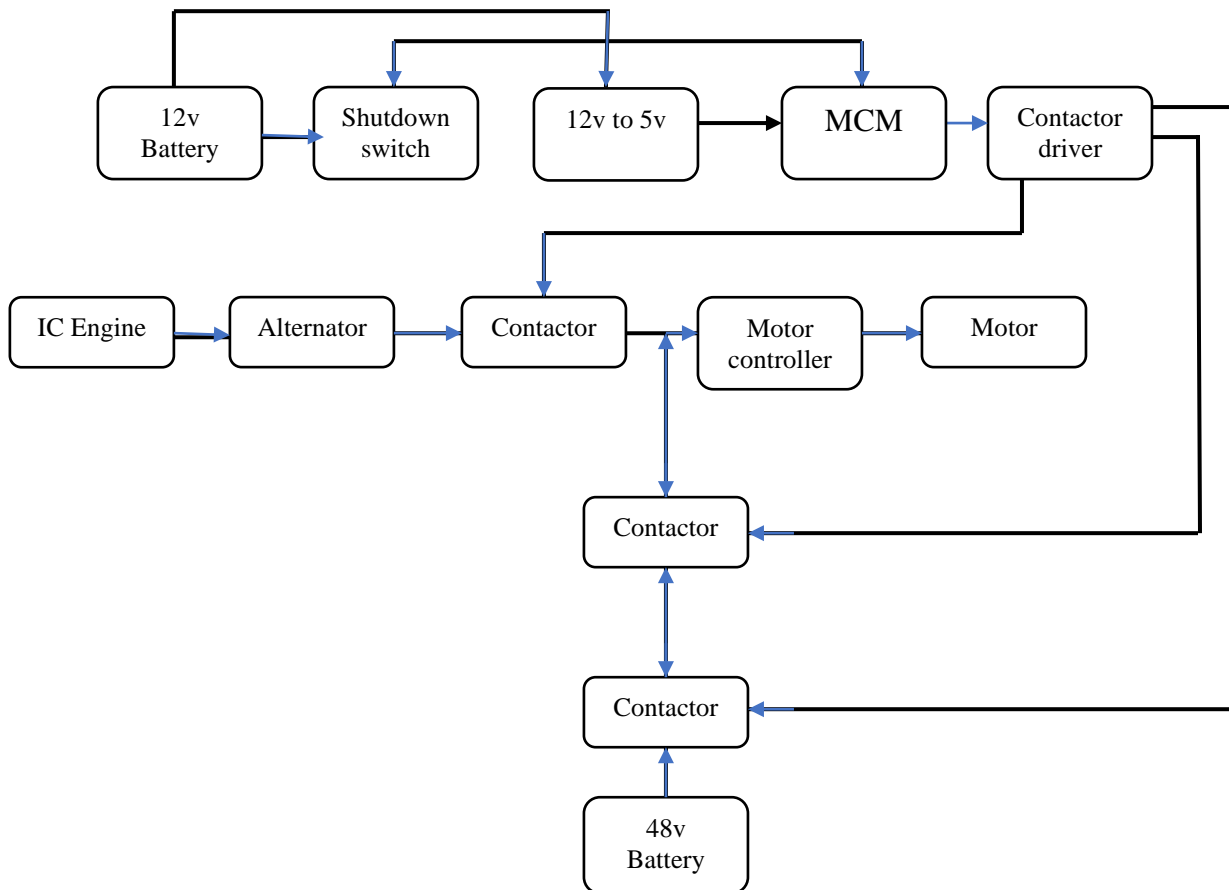 12v
Battery
Shutdown
switch
12v to 5v
MCM
Contactor
driver
IC Engine
Alternator
Contactor
Motor
controller
Motor
Contactor
Contactor
48v
Battery